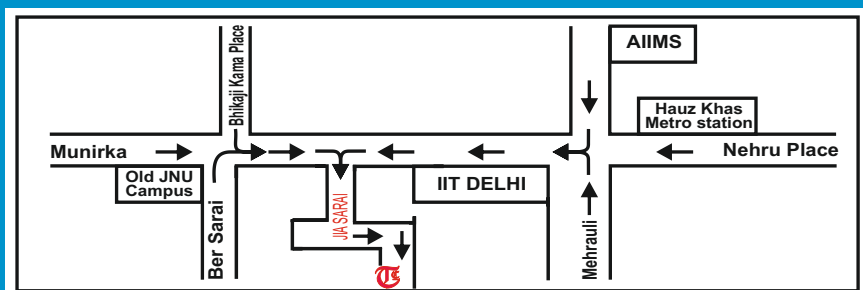 AIIMS
Bhikaji Kama Place
Hauz Khas
Metro station
Munirka
Nehru Place
Old JNU
Campus
IIT DELHI
JIA SARAI
Ber Sarai
Mehrauli